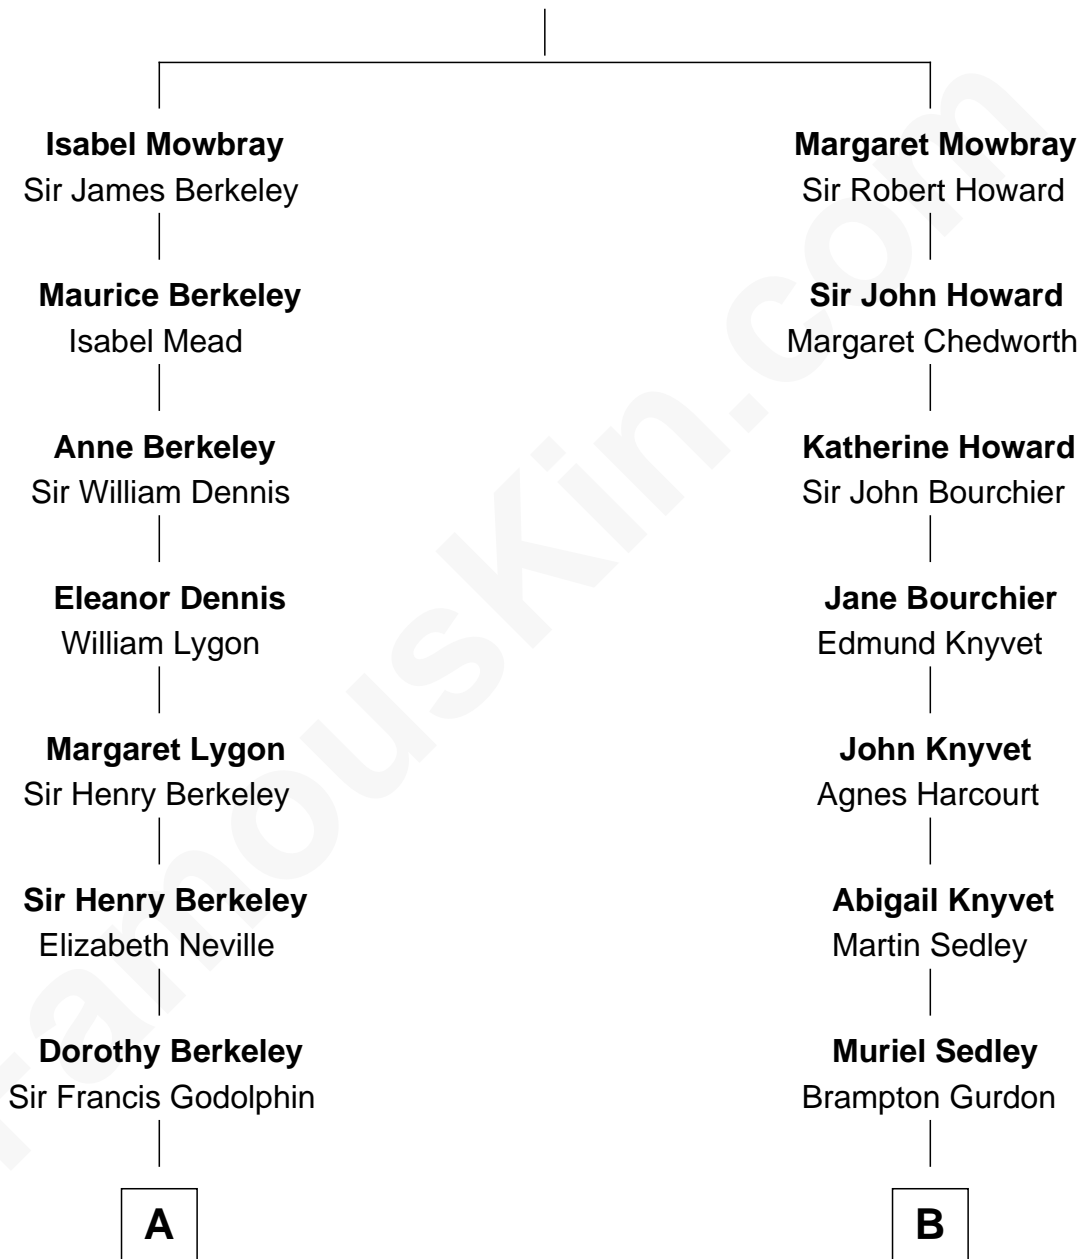 Isabel Mowbray
Sir James Berkeley
Maurice Berkeley
Isabel Mead
Anne Berkeley
Sir William Dennis
Eleanor Dennis
William Lygon
Margaret Lygon
Sir Henry Berkeley
Sir Henry Berkeley
Elizabeth Neville
Dorothy Berkeley
Sir Francis Godolphin
A
Margaret Mowbray
Sir Robert Howard
Sir John Howard
Margaret Chedworth
Katherine Howard
Sir John Bourchier
Jane Bourchier
Edmund Knyvet
John Knyvet
Agnes Harcourt
Abigail Knyvet
Martin Sedley
Muriel Sedley
Brampton Gurdon
B
FamousKin.com